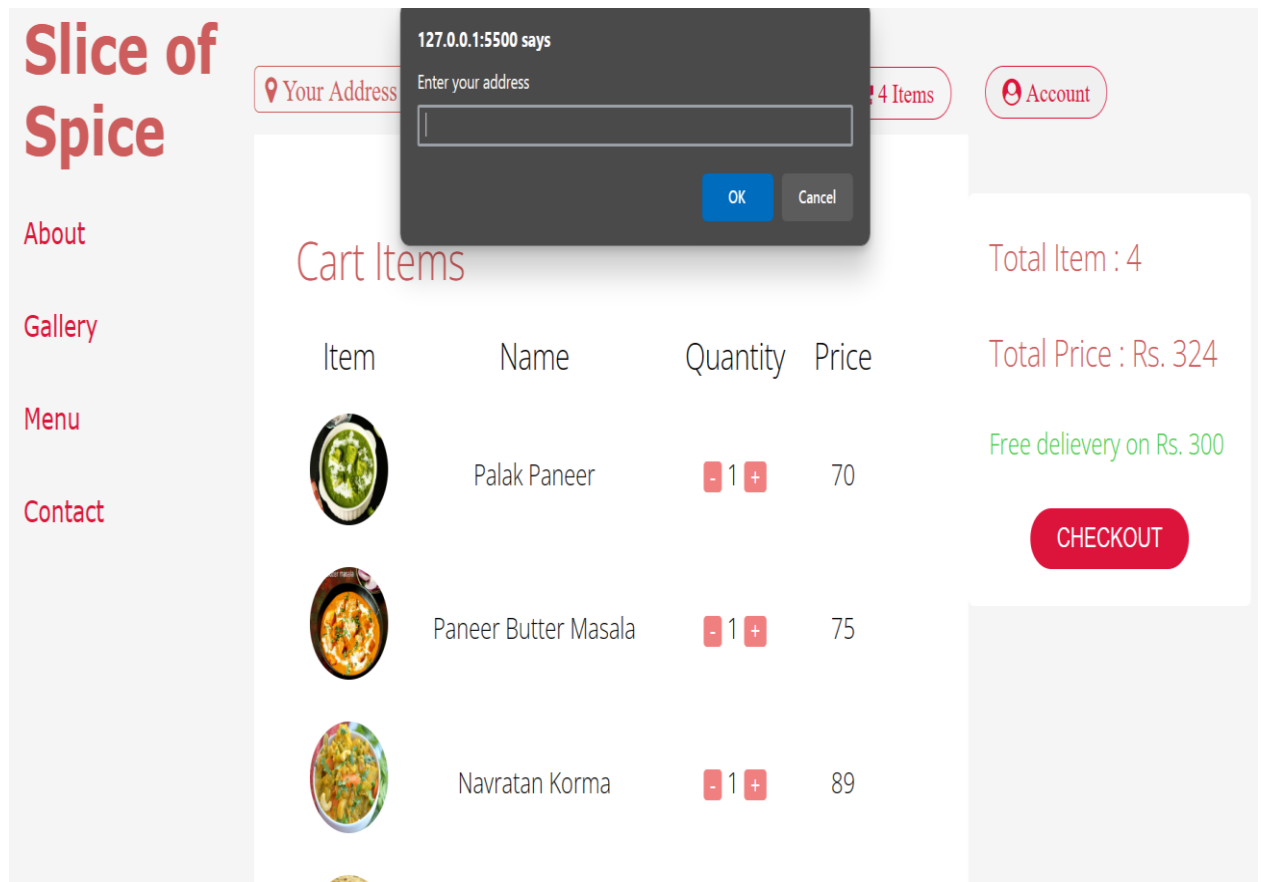 Slice of
Spice
About
Gallery
Menu
Contact
Your Address
4 Items
Account
127.0.0.1:5500 says
Enter your address
OK
Cancel
Cart Items
Item Name Quantity Price
Palak Paneer - 1 + 70
Paneer Butter Masala - 1 + 75
Navratan Korma - 1 + 89
Total Item : 4
Total Price : Rs. 324
Free delievery on Rs. 300
CHECKOUT